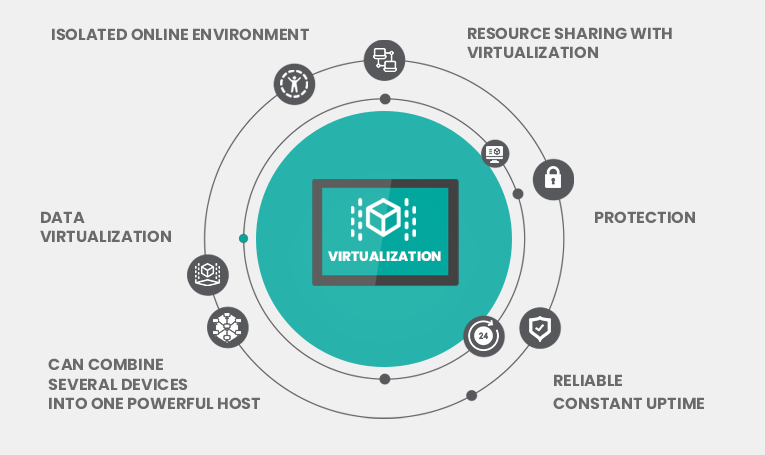 ISOLATED ONLINE ENVIRONMENT
RESOURCE SHARING WITH
VIRTUALIZATION
DATA
VIRTUALIZATION
VIRTUALIZATION
PROTECTION
24
CAN COMBINE
SEVERAL DEVICES
INTO ONE POWERFUL HOST
RELIABLE
CONSTANT UPTIME